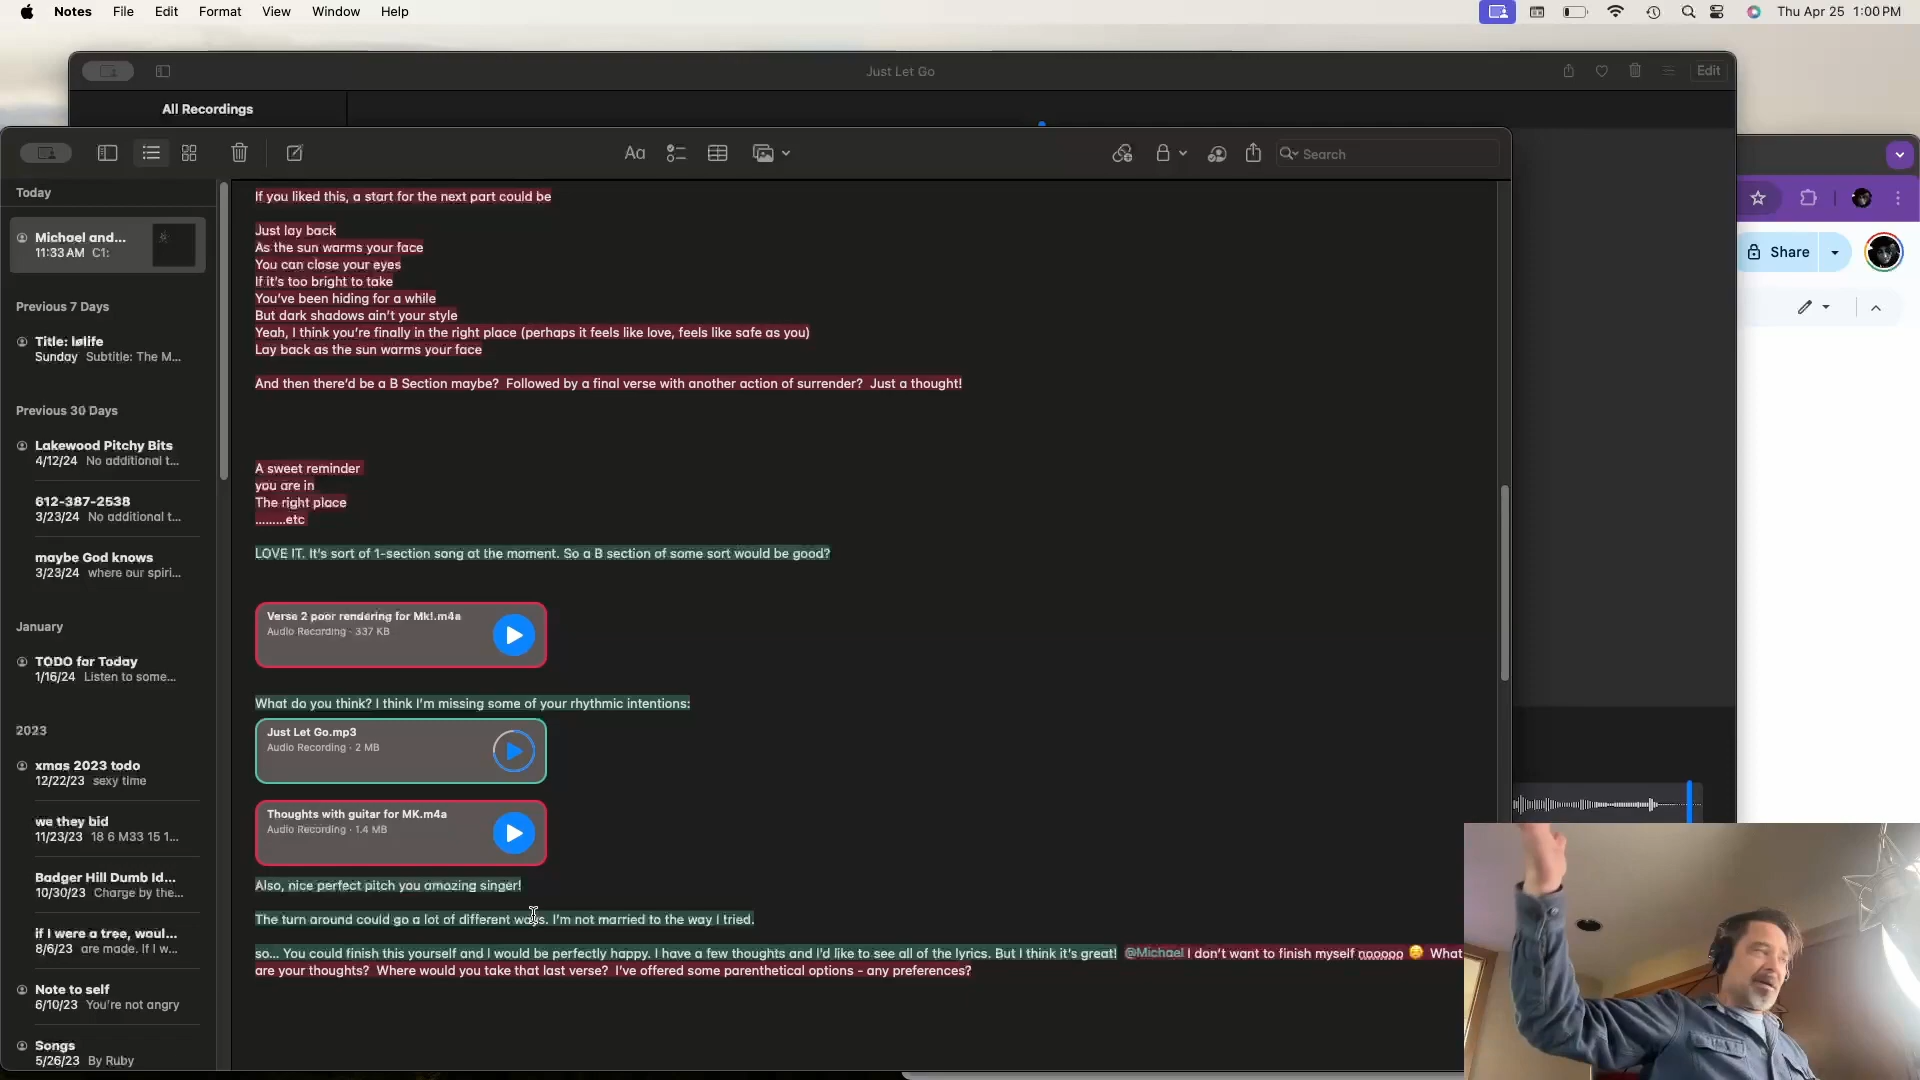 Notes File Edit Format View Window Help Thu Apr 25 1:00 PM
Just Let Go Edit
All Recordings
Aa Search
Today
Michael and...
11:33 AM C1:
Previous 7 Days
Title: lølife
Sunday Subtitle: The M...
Previous 30 Days
Lakewood Pitchy Bits
4/12/24 No additional t...
612-387-2538
3/23/24 No additional t...
maybe God knows
3/23/24 where our spiri...
January
TODO for Today
1/16/24 Listen to some...
2023
xmas 2023 todo
12/22/23 sexy time
we they bid
11/23/23 18 6 M33 15 1...
Badger Hill Dumb Id...
10/30/23 Charge by the...
if I were a tree, woul...
8/6/23 are made. If I w...
Note to self
6/10/23 You're not angry
Songs
5/26/23 By Ruby
If you liked this, a start for the next part could be
Just lay back
As the sun warms your face
You can close your eyes
If it's too bright to take
You've been hiding for a while
But dark shadows ain't your style
Yeah, I think you're finally in the right place (perhaps it feels like love, feels like safe as you)
Lay back as the sun warms your face
And then there'd be a B Section maybe? Followed by a final verse with another action of surrender? Just a thought!
A sweet reminder
you are in
The right place
.........etc
LOVE IT. It's sort of 1-section song at the moment. So a B section of some sort would be good?
Verse 2 poor rendering for Mk!.m4a
Audio Recording · 337 KB
What do you think? I think I'm missing some of your rhythmic intentions:
Just Let Go.mp3
Audio Recording · 2 MB
Thoughts with guitar for MK.m4a
Audio Recording · 1.4 MB
Also, nice perfect pitch you amazing singer!
The turn around could go a lot of different ways. I'm not married to the way I tried.
so... You could finish this yourself and I would be perfectly happy. I have a few thoughts and I'd like to see all of the lyrics. But I think it's great! @Michael I don't want to finish myself nooooo 😔 What
are your thoughts? Where would you take that last verse? I've offered some parenthetical options - any preferences?
Share